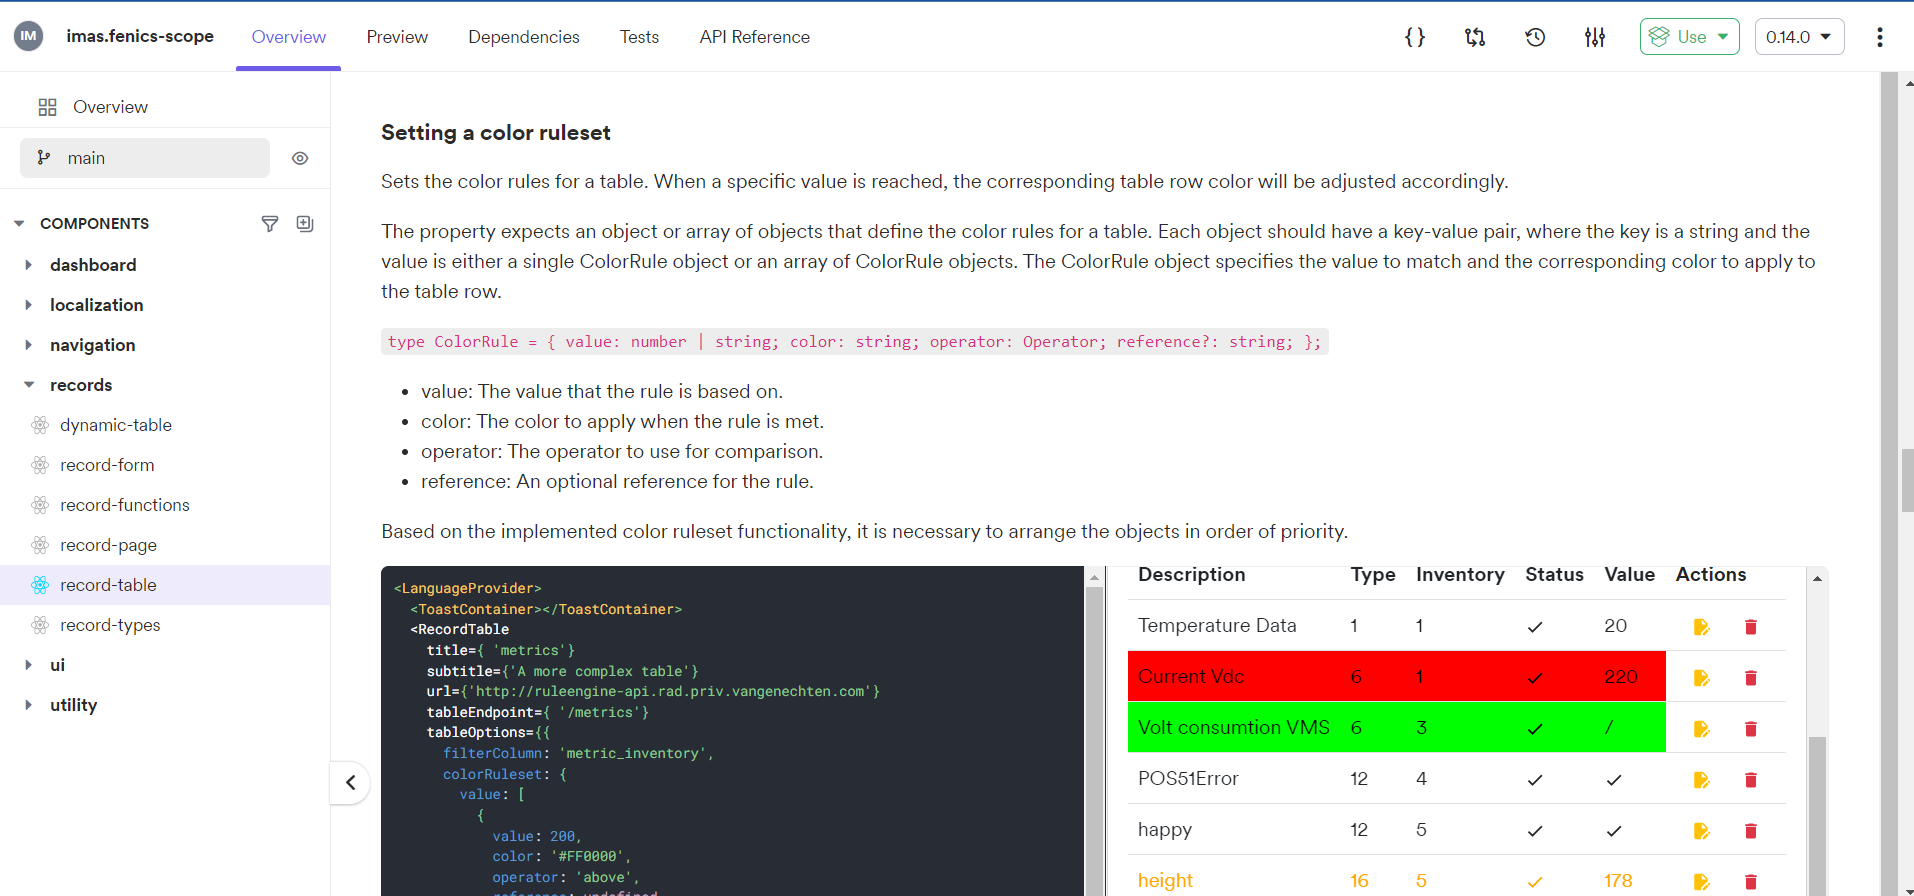 IM imas.fenics-scope Overview Preview Dependencies Tests API Reference {} Use 0.14.0
Overview
main
COMPONENTS
dashboard
localization
navigation
records
dynamic-table
record-form
record-functions
record-page
record-table
record-types
ui
utility
Setting a color ruleset
Sets the color rules for a table. When a specific value is reached, the corresponding table row color will be adjusted accordingly.
The property expects an object or array of objects that define the color rules for a table. Each object should have a key-value pair, where the key is a string and the
value is either a single ColorRule object or an array of ColorRule objects. The ColorRule object specifies the value to match and the corresponding color to apply to
the table row.
type ColorRule = { value: number | string; color: string; operator: Operator; reference?: string; };
• value: The value that the rule is based on.
• color: The color to apply when the rule is met.
• operator: The operator to use for comparison.
• reference: An optional reference for the rule.
Based on the implemented color ruleset functionality, it is necessary to arrange the objects in order of priority.
<LanguageProvider>
<ToastContainer></ToastContainer>
<RecordTable
title={ 'metrics'}
subtitle={'A more complex table'}
url={'http://ruleengine-api.rad.priv.vangenechten.com'}
tableEndpoint={ '/metrics'}
tableOptions={{
filterColumn: 'metric_inventory',
colorRuleset: {
value: [
{
value: 200,
color: '#FF0000',
operator: 'above',
reference: undefined
Description Type Inventory Status Value Actions
Temperature Data 1 1 ✓ 20
Current Vdc 6 1 ✓ 220
Volt consumtion VMS 6 3 ✓ /
POS51Error 12 4 ✓ ✓
happy 12 5 ✓ ✓
height 16 5 ✓ 178